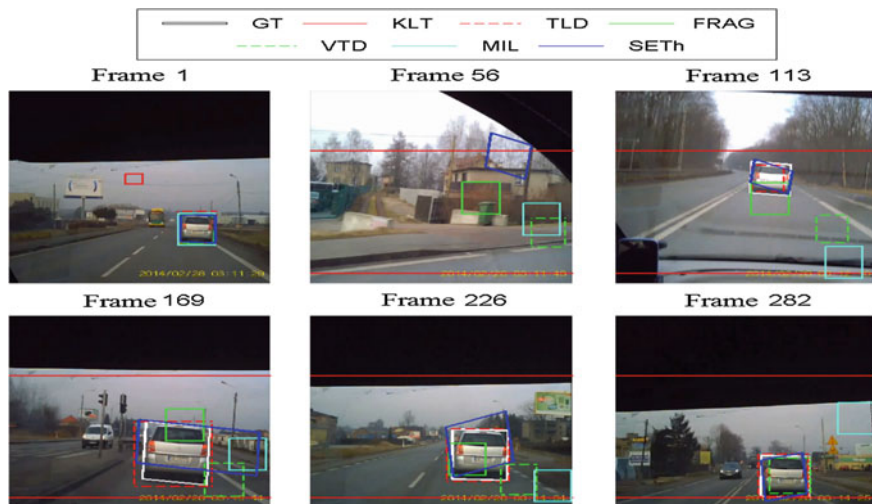 GT KLT TLD FRAG
VTD MIL SETh
Frame 1 Frame 56 Frame 113
2014/02/28 03:11:29
Frame 169 Frame 226 Frame 282